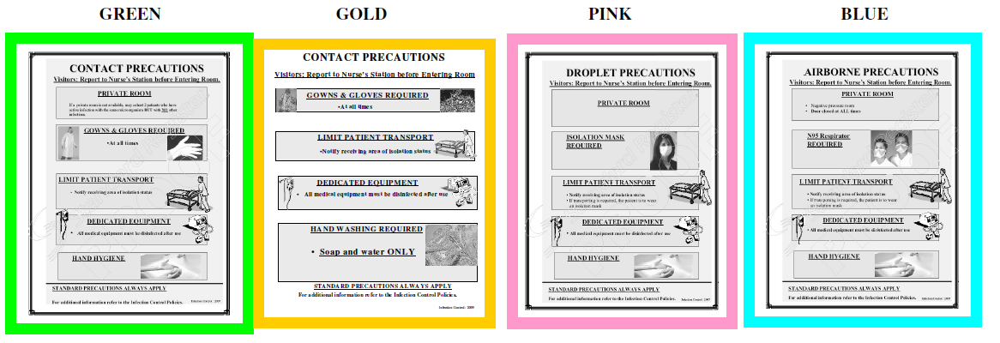 GREEN
GOLD
PINK
BLUE
CONTACT PRECAUTIONS
Visitors: Report to Nurse's Station before Entering Room.
PRIVATE ROOM
If a private room is not available, may cohort 2 patients who have
active infection with the same microorganism BUT with NO other
infection.
GOWNS & GLOVES REQUIRED
•At all times
LIMIT PATIENT TRANSPORT
• Notify receiving area of isolation status
DEDICATED EQUIPMENT
• All medical equipment must be disinfected after use
HAND HYGIENE
STANDARD PRECAUTIONS ALWAYS APPLY
For additional information refer to the Infection Control Policies.
Infection Control : 2007
CONTACT PRECAUTIONS
Visitors: Report to Nurse's Station before Entering Room
GOWNS & GLOVES REQUIRED
•At all times
LIMIT PATIENT TRANSPORT
•Notify receiving area of isolation status
DEDICATED EQUIPMENT
• All medical equipment must be disinfected after use
HAND WASHING REQUIRED
• Soap and water ONLY
STANDARD PRECAUTIONS ALWAYS APPLY
For additional information refer to the Infection Control Policies.
Infection Control : 2009
DROPLET PRECAUTIONS
Visitors: Report to Nurse's Station before Entering Room.
PRIVATE ROOM
ISOLATION MASK
REQUIRED
LIMIT PATIENT TRANSPORT
• Notify receiving area of isolation status
• If transporting is required, the patient is to wear
an isolation mask
DEDICATED EQUIPMENT
• All medical equipment must be disinfected after use
HAND HYGIENE
STANDARD PRECAUTIONS ALWAYS APPLY
For additional information refer to the Infection Control Policies.
Infection Control : 2007
AIRBORNE PRECAUTIONS
Visitors: Report to Nurse's Station before Entering Room.
PRIVATE ROOM
• Negative pressure room
• Door closed at ALL times
N95 Respirator
REQUIRED
LIMIT PATIENT TRANSPORT
• Notify receiving area of isolation status
• If transporting is required, the patient is to wear
an isolation mask
DEDICATED EQUIPMENT
• All medical equipment must be disinfected after use
HAND HYGIENE
STANDARD PRECAUTIONS ALWAYS APPLY
For additional information refer to the Infection Control Policies.
Infection Control : 2007